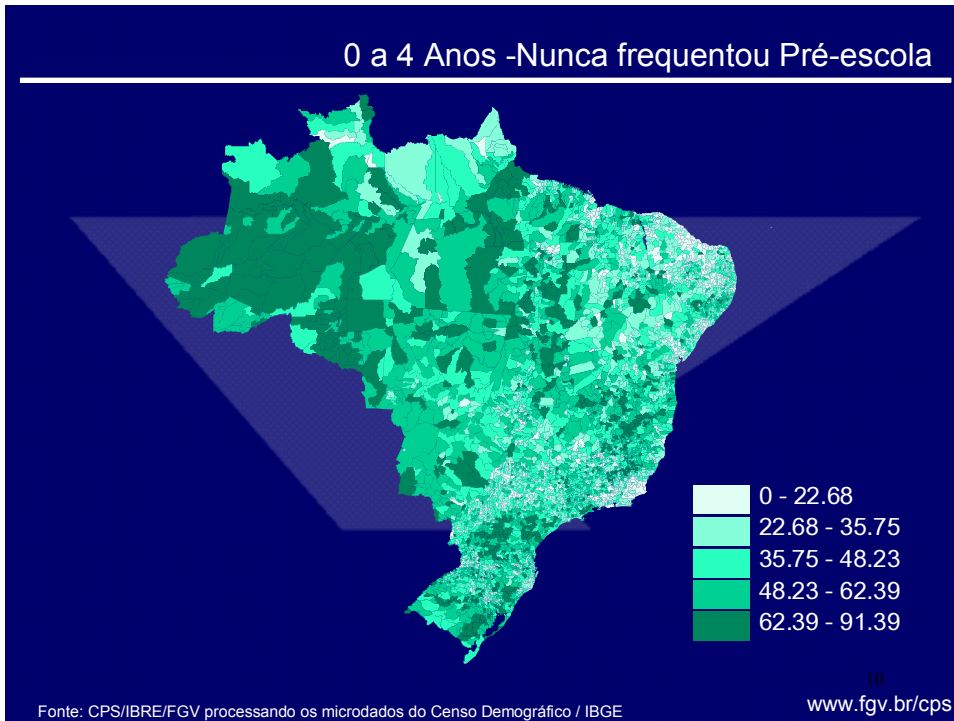 0 a 4 Anos -Nunca frequentou Pré-escola
0 - 22.68
22.68 - 35.75
35.75 - 48.23
48.23 - 62.39
62.39 - 91.39
10
Fonte: CPS/IBRE/FGV processando os microdados do Censo Demográfico / IBGE
www.fgv.br/cps